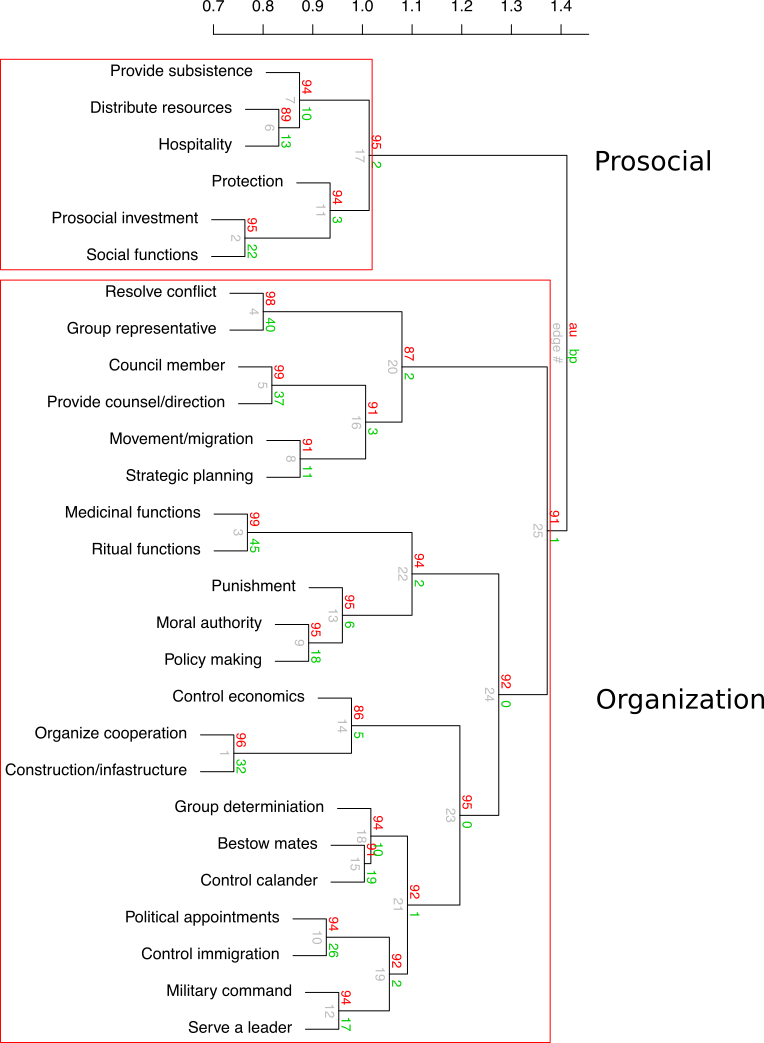 0.7 0.8 0.9 1.0 1.1 1.2 1.3 1.4
Provide subsistence
94
7
10
Distribute resources
89
6
13
Hospitality
95
17
2
Prosocial
Protection
94
11
3
Prosocial investment
95
2
22
Social functions
Resolve conflict
98
4
40
Group representative
au
edge #
bp
87
20
2
Council member
99
5
37
Provide counsel/direction
91
16
3
Movement/migration
91
8
11
Strategic planning
Medicinal functions
99
3
45
Ritual functions
91
25
1
94
22
2
Punishment
95
13
6
Moral authority
95
9
18
Policy making
92
24
0
Organization
Control economics
86
14
5
Organize cooperation
96
1
32
Construction/infastructure
95
23
0
Group determiniation
94
18
10
Bestow mates
91
15
19
Control calander
92
21
1
Political appointments
94
10
26
Control immigration
92
19
2
Military command
94
12
17
Serve a leader